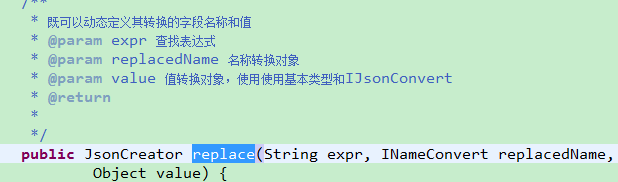 /**
* 既可以动态定义其转换的字段名称和值
* @param expr 查找表达式
* @param replacedName 名称转换对象
* @param value 值转换对象，使用使用基本类型和IJsonConvert
* @return
*
*/
public JsonCreator replace(String expr, INameConvert replacedName,
Object value) {